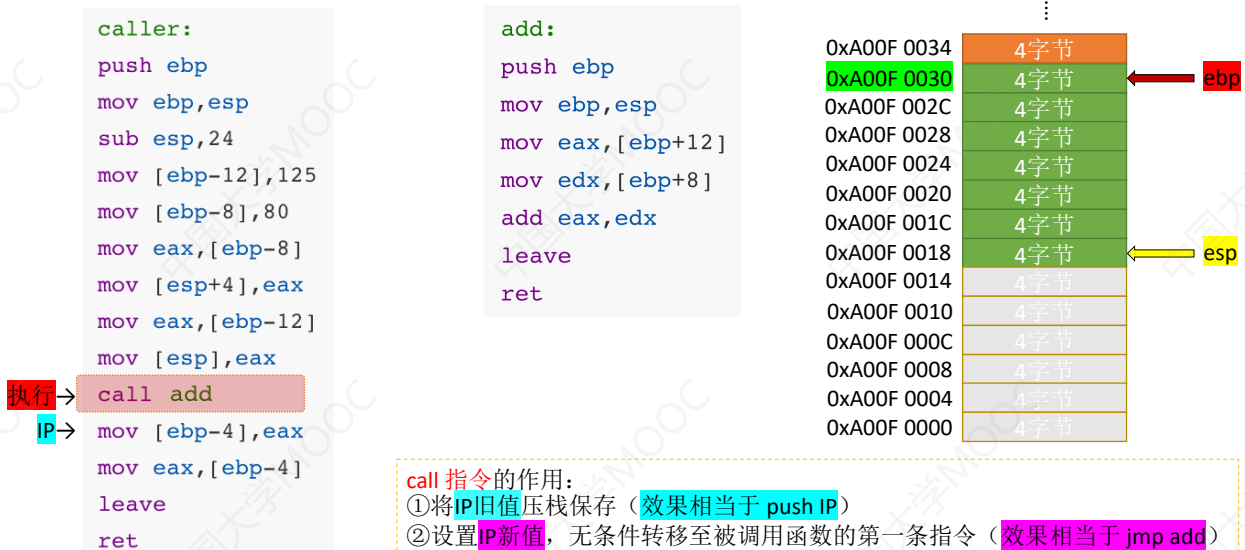 caller:
push ebp
mov ebp,esp
sub esp,24
mov [ebp-12],125
mov [ebp-8],80
mov eax,[ebp-8]
mov [esp+4],eax
mov eax,[ebp-12]
mov [esp],eax
执行→ call add
IP→ mov [ebp-4],eax
mov eax,[ebp-4]
leave
ret
add:
push ebp
mov ebp,esp
mov eax,[ebp+12]
mov edx,[ebp+8]
add eax,edx
leave
ret
⋮
0xA00F 0034 4字节
0xA00F 0030 4字节 ebp
0xA00F 002C 4字节
0xA00F 0028 4字节
0xA00F 0024 4字节
0xA00F 0020 4字节
0xA00F 001C 4字节
0xA00F 0018 4字节 esp
0xA00F 0014 4字节
0xA00F 0010 4字节
0xA00F 000C 4字节
0xA00F 0008 4字节
0xA00F 0004 4字节
0xA00F 0000 4字节
call 指令的作用：
①将IP旧值压栈保存（效果相当于 push IP）
②设置IP新值，无条件转移至被调用函数的第一条指令（效果相当于 jmp add）
中国大学MOOC